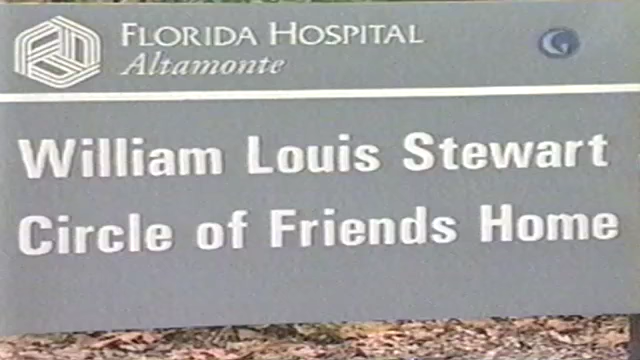 FLORIDA HOSPITAL
Altamonte
William Louis Stewart
Circle of Friends Home